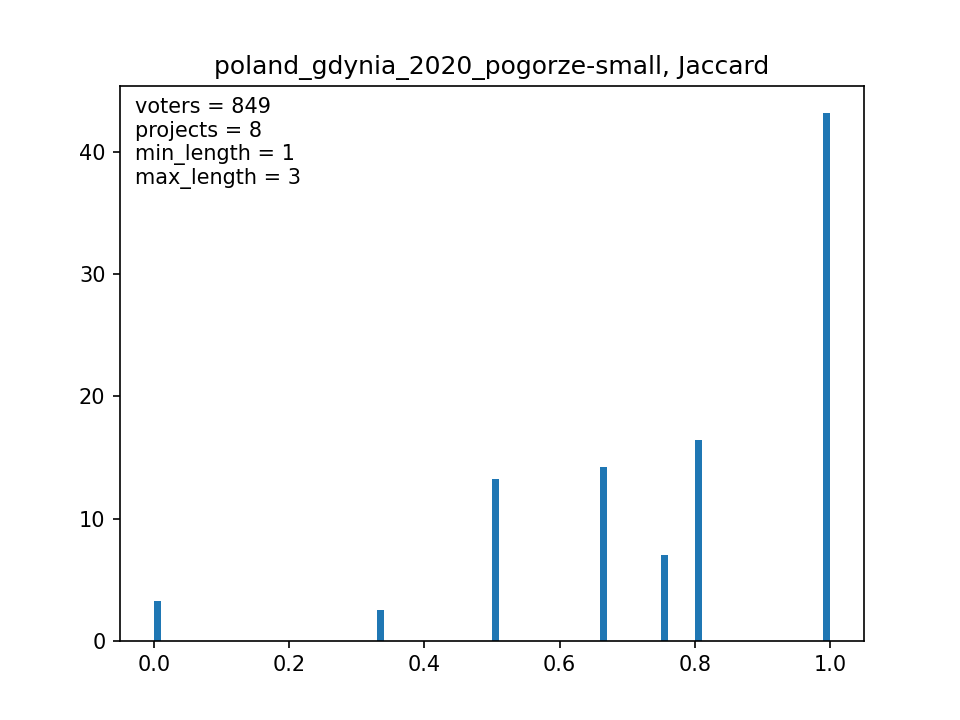 poland_gdynia_2020_pogorze-small, Jaccard
voters = 849
projects = 8
min_length = 1
max_length = 3
40
30
20
10
0
0.0 0.2 0.4 0.6 0.8 1.0